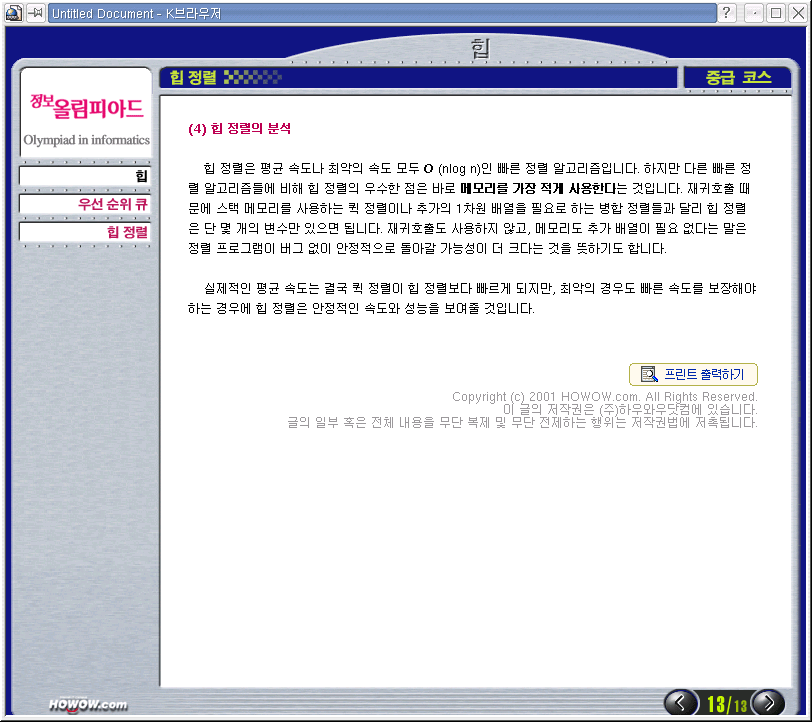 Untitled Document - K브라우저
힙
정보올림피아드
Olympiad in informatics
힙
우선 순위 큐
힙 정렬
힙 정렬
중급 코스
(4) 힙 정렬의 분석
힙 정렬은 평균 속도나 최악의 속도 모두 O (nlog n)인 빠른 정렬 알고리즘입니다. 하지만 다른 빠른 정
렬 알고리즘들에 비해 힙 정렬의 우수한 점은 바로 메모리를 가장 적게 사용한다는 것입니다. 재귀호출 때
문에 스택 메모리를 사용하는 퀵 정렬이나 추가의 1차원 배열을 필요로 하는 병합 정렬들과 달리 힙 정렬
은 단 몇 개의 변수만 있으면 됩니다. 재귀호출도 사용하지 않고, 메모리도 추가 배열이 필요 없다는 말은
정렬 프로그램이 버그 없이 안정적으로 돌아갈 가능성이 더 크다는 것을 뜻하기도 합니다.
실제적인 평균 속도는 결국 퀵 정렬이 힙 정렬보다 빠르게 되지만, 최악의 경우도 빠른 속도를 보장해야
하는 경우에 힙 정렬은 안정적인 속도와 성능을 보여줄 것입니다.
프린트 출력하기
Copyright (c) 2001 HOWOW.com. All Rights Reserved.
이 글의 저작권은 (주)하우와우닷컴에 있습니다.
글의 일부 혹은 전체 내용을 무단 복제 및 무단 전제하는 행위는 저작권법에 저촉됩니다.
HOWOW.com
13/13